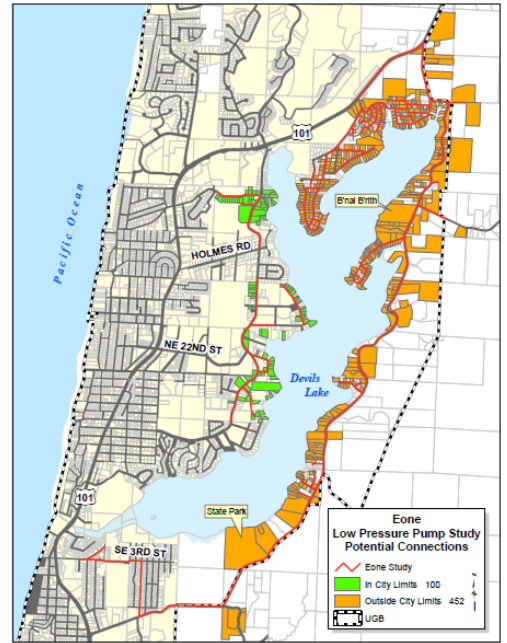 101
B'nai B'rith
Pacific Ocean
HOLMES RD
NE 22ND ST
Devils
Lake
101
State Park
SE 3RD ST
Eone
Low Pressure Pump Study
Potential Connections
Eone Study
In City Limits 100
Outside City Limits 452
UGB